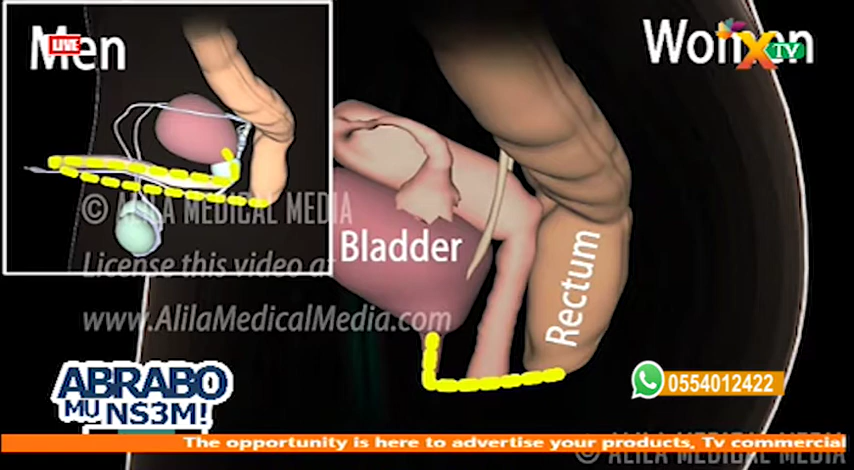 Men
LIVE
Women
X TV
© ALILA MEDICAL MEDIA
License this video at
www.AlilaMedicalMedia.com
Bladder
Rectum
ABRABO
MU NS3M!
0554012422
The opportunity is here to advertise your products, Tv commercial
© ALILA MEDICAL MEDIA